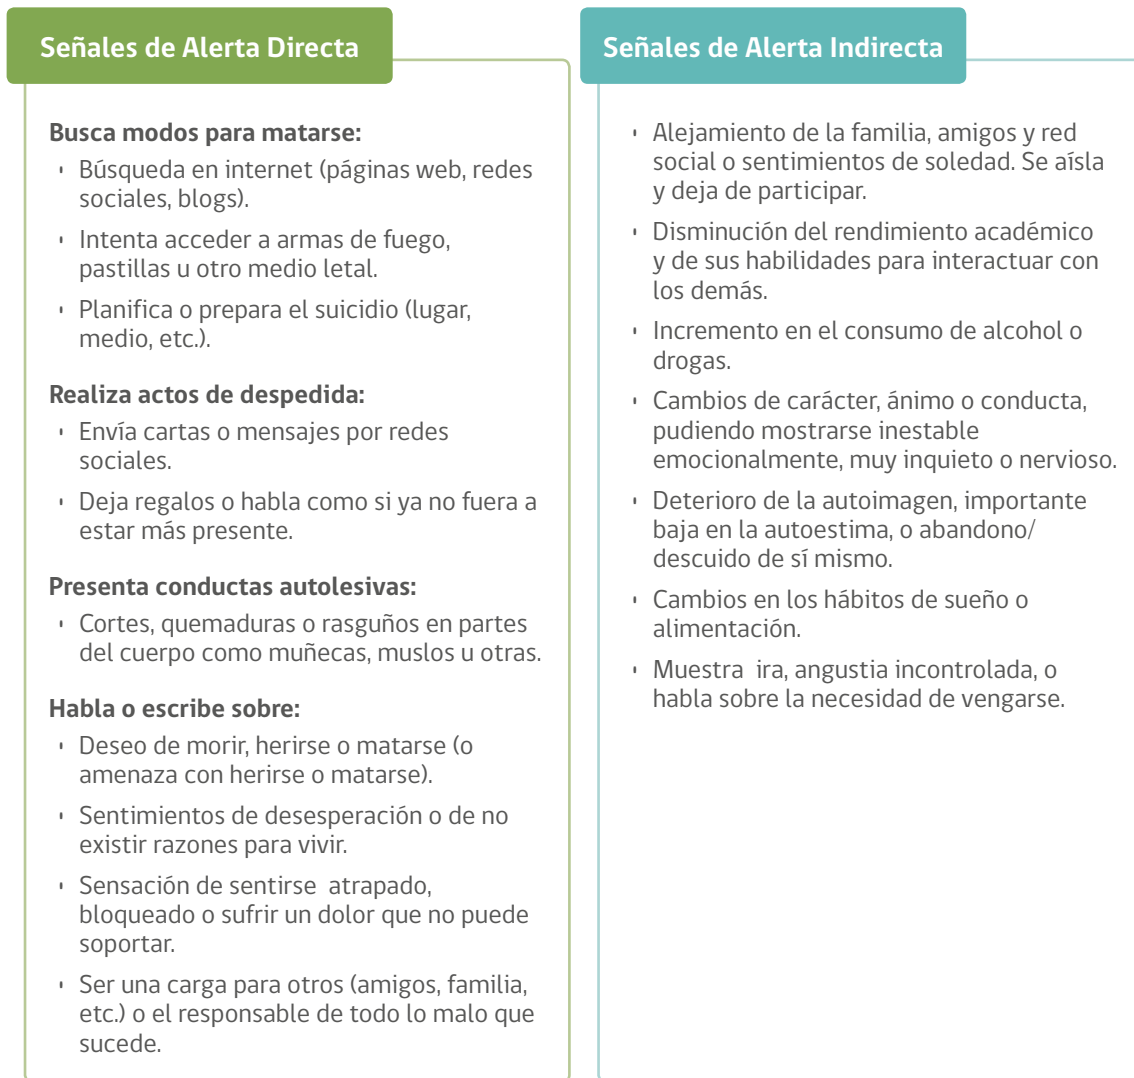 Señales de Alerta Directa
Busca modos para matarse:
' Búsqueda en internet (páginas web, redes
sociales, blogs).
' Intenta acceder a armas de fuego,
pastillas u otro medio letal.
' Planifica o prepara el suicidio (lugar,
medio, etc.).
Realiza actos de despedida:
' Envía cartas o mensajes por redes
sociales.
' Deja regalos o habla como si ya no fuera a
estar más presente.
Presenta conductas autolesivas:
' Cortes, quemaduras o rasguños en partes
del cuerpo como muñecas, muslos u otras.
Habla o escribe sobre:
' Deseo de morir, herirse o matarse (o
amenaza con herirse o matarse).
' Sentimientos de desesperación o de no
existir razones para vivir.
' Sensación de sentirse atrapado,
bloqueado o sufrir un dolor que no puede
soportar.
' Ser una carga para otros (amigos, familia,
etc.) o el responsable de todo lo malo que
sucede.
Señales de Alerta Indirecta
' Alejamiento de la familia, amigos y red
social o sentimientos de soledad. Se aísla
y deja de participar.
' Disminución del rendimiento académico
y de sus habilidades para interactuar con
los demás.
' Incremento en el consumo de alcohol o
drogas.
' Cambios de carácter, ánimo o conducta,
pudiendo mostrarse inestable
emocionalmente, muy inquieto o nervioso.
' Deterioro de la autoimagen, importante
baja en la autoestima, o abandono/
descuido de sí mismo.
' Cambios en los hábitos de sueño o
alimentación.
' Muestra ira, angustia incontrolada, o
habla sobre la necesidad de vengarse.